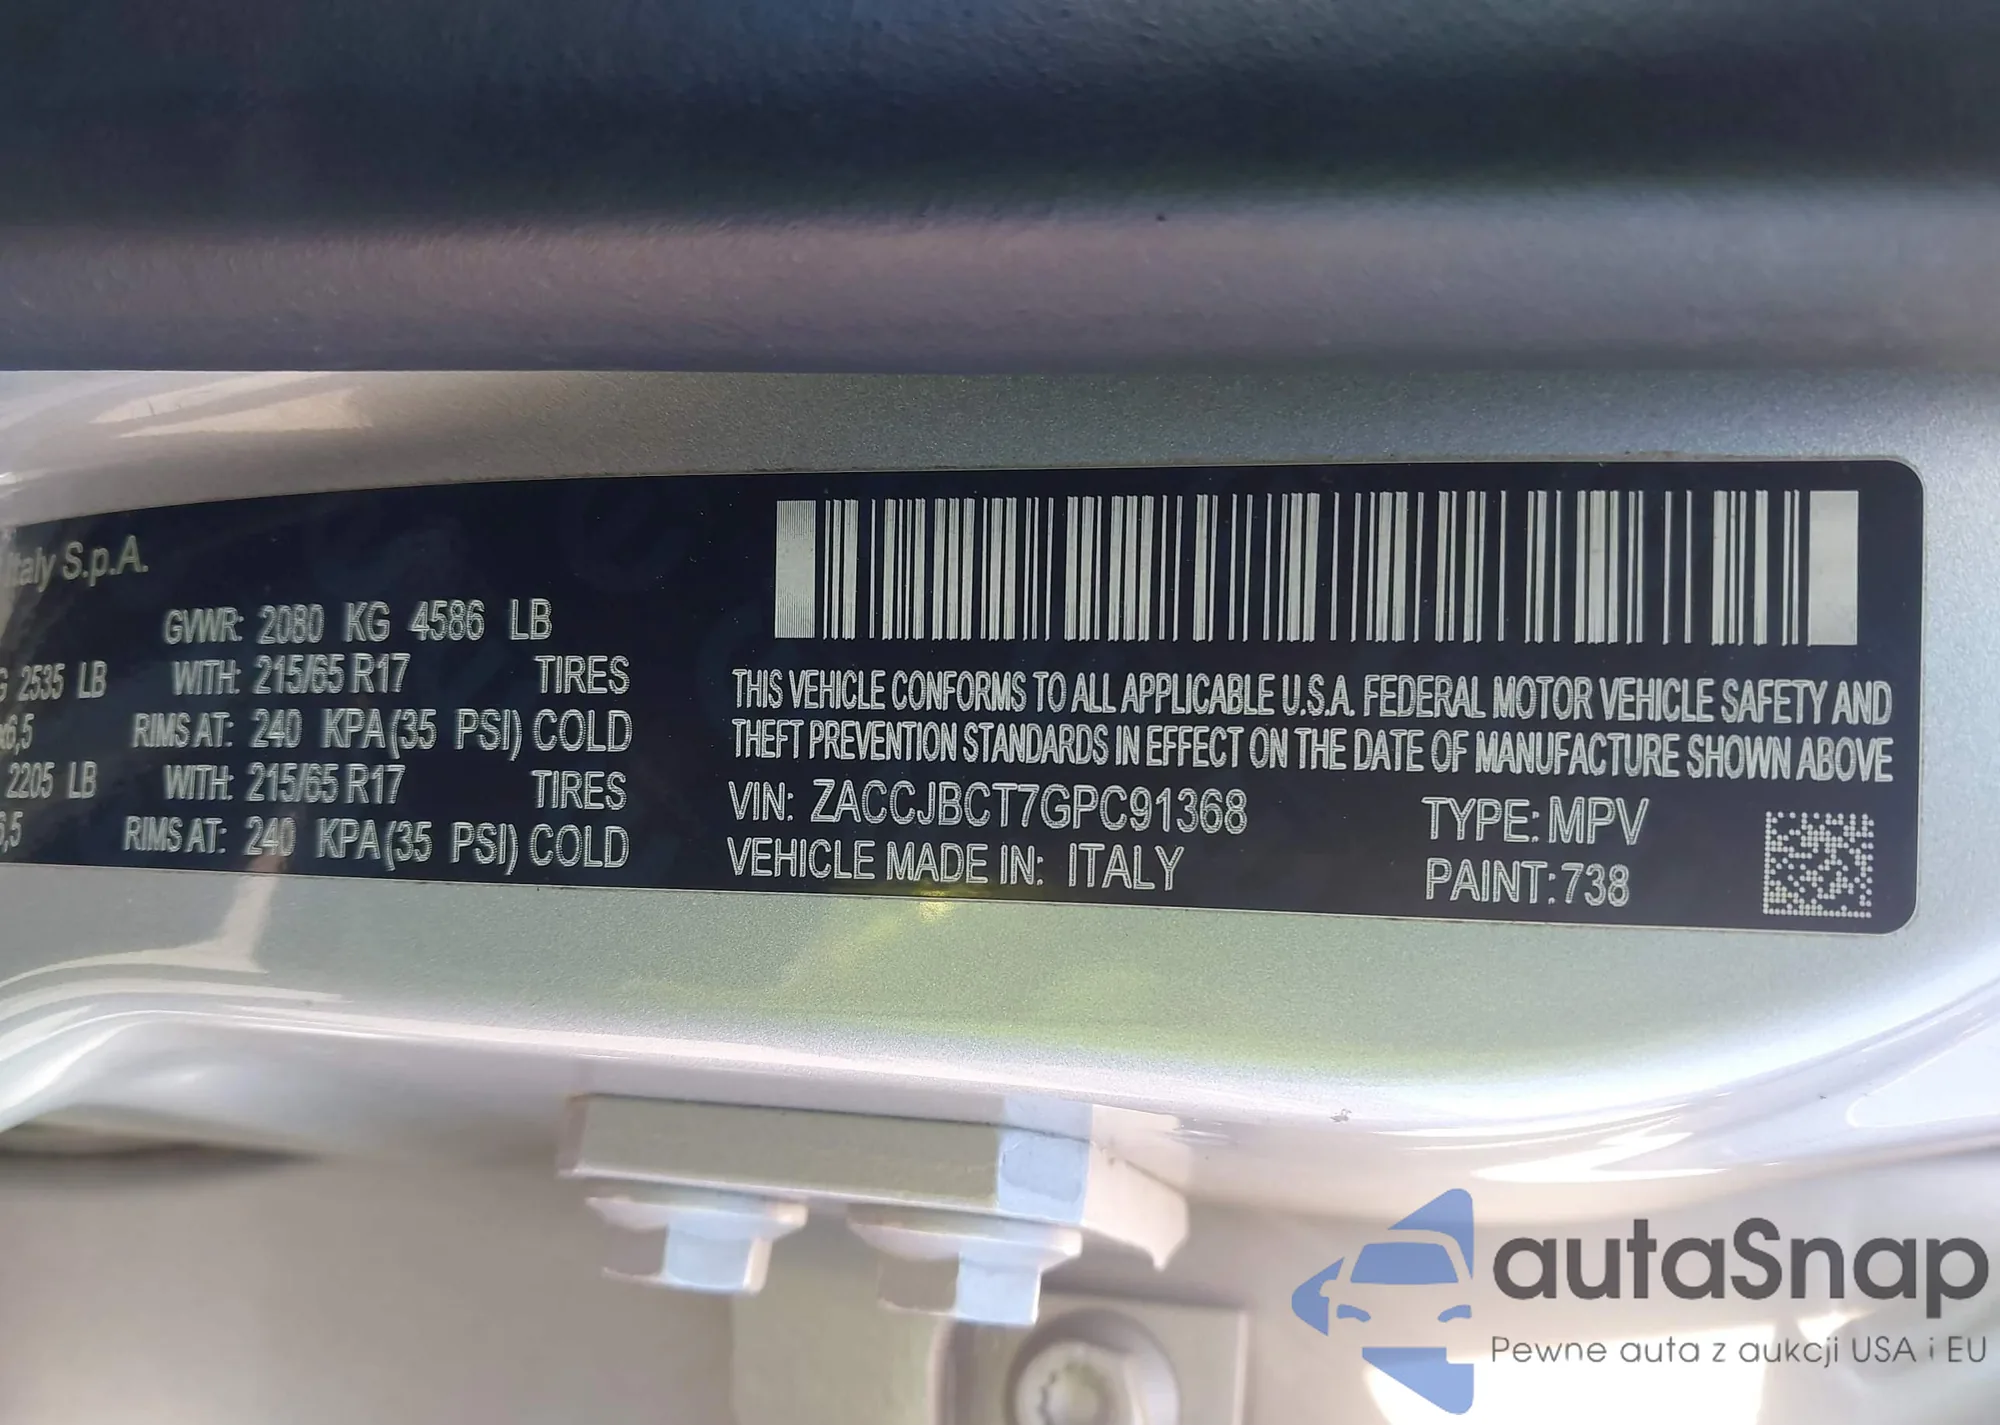 Italy S.p.A.
GVWR: 2080 KG 4586 LB
2535 LB WITH: 215/65 R17 TIRES
RIMS AT: 240 KPA(35 PSI) COLD
2205 LB WITH: 215/65 R17 TIRES
RIMS AT: 240 KPA(35 PSI) COLD
THIS VEHICLE CONFORMS TO ALL APPLICABLE U.S.A. FEDERAL MOTOR VEHICLE SAFETY AND
THEFT PREVENTION STANDARDS IN EFFECT ON THE DATE OF MANUFACTURE SHOWN ABOVE
VIN: ZACCJBCT7GPC91368 TYPE: MPV
VEHICLE MADE IN: ITALY PAINT: 738
autaSnap
Pewne auta z aukcji USA i EU